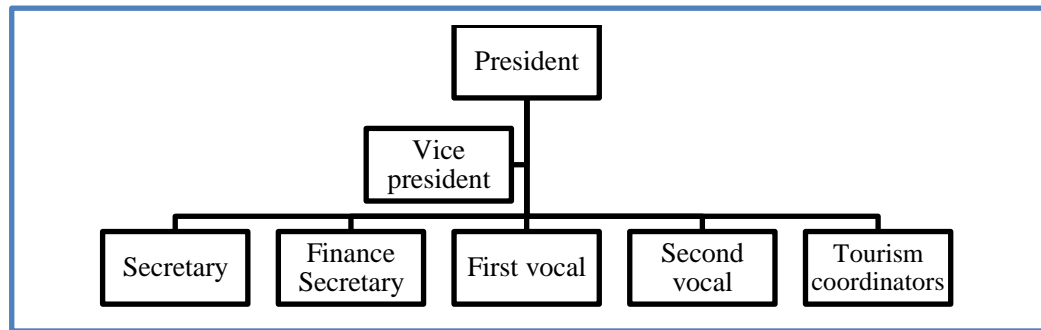 President
Vice
president
Secretary
Finance
Secretary
First vocal
Second
vocal
Tourism
coordinators